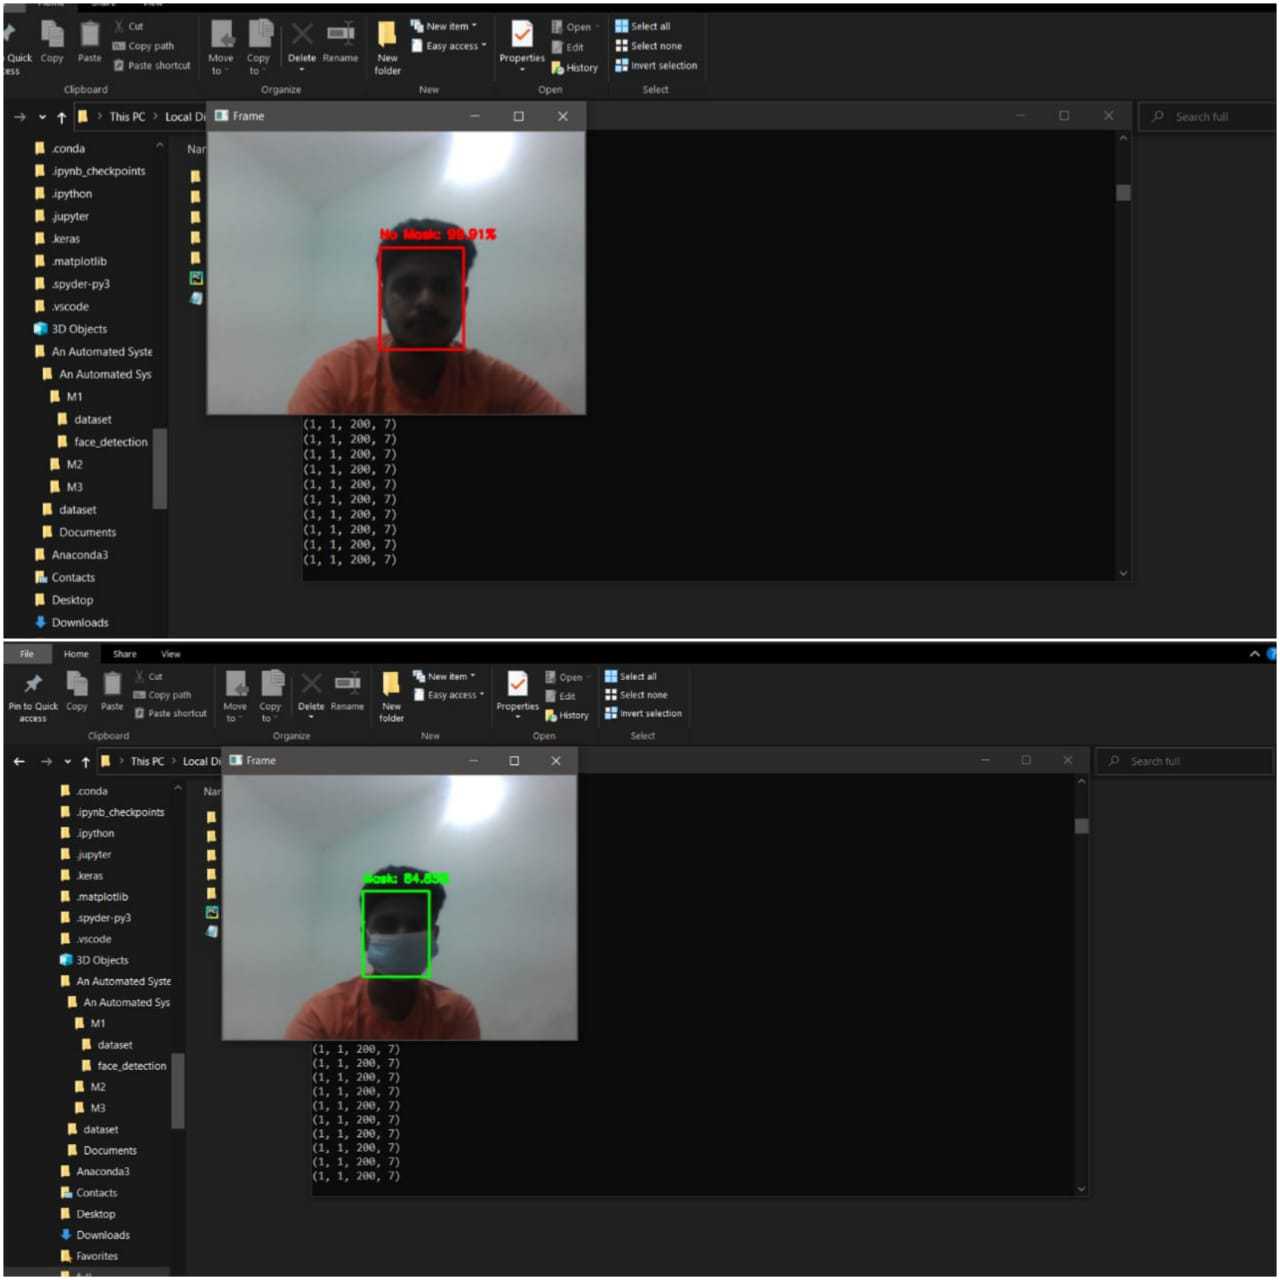 Home Share View
Cut
Copy path
Paste shortcut
Quick
Copy
Paste
Move to
Copy to
Delete
Rename
New folder
New item
Easy access
Properties
Open
Edit
History
Select all
Select none
Invert selection
Clipboard
Organize
New
Open
Select
This PC > Local Di
Frame
Search full
.conda
.ipynb_checkpoints
.ipython
.jupyter
.keras
.matplotlib
.spyder-py3
.vscode
3D Objects
An Automated Syste
An Automated Sys
M1
dataset
face_detection
M2
M3
dataset
Documents
Anaconda3
Contacts
Desktop
Downloads
Nar
No Mask: 99.91%
(1, 1, 200, 7)
(1, 1, 200, 7)
(1, 1, 200, 7)
(1, 1, 200, 7)
(1, 1, 200, 7)
(1, 1, 200, 7)
(1, 1, 200, 7)
(1, 1, 200, 7)
(1, 1, 200, 7)
(1, 1, 200, 7)
File Home Share View
Pin to Quick access
Copy
Paste
Cut
Copy path
Paste shortcut
Move to
Copy to
Delete
Rename
New folder
New item
Easy access
Properties
Open
Edit
History
Select all
Select none
Invert selection
Clipboard
Organize
New
Open
Select
This PC > Local Di
Frame
Search full
.conda
.ipynb_checkpoints
.ipython
.jupyter
.keras
.matplotlib
.spyder-py3
.vscode
3D Objects
An Automated Syste
An Automated Sys
M1
dataset
face_detection
M2
M3
dataset
Documents
Anaconda3
Contacts
Desktop
Downloads
Favorites
Nar
Mask:
(1, 1, 200, 7)
(1, 1, 200, 7)
(1, 1, 200, 7)
(1, 1, 200, 7)
(1, 1, 200, 7)
(1, 1, 200, 7)
(1, 1, 200, 7)
(1, 1, 200, 7)
(1, 1, 200, 7)
(1, 1, 200, 7)